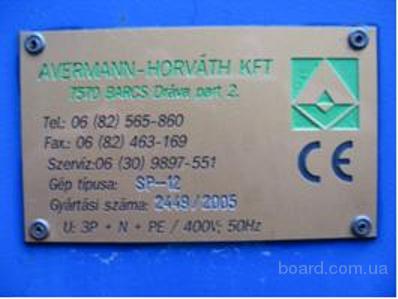 AVERMANN-HORVÁTH KFT
7570 BARCS Dráva part 2.
Tel.: 06 (82) 565-860
Fax.: 06 (82) 463-169
Szerviz:06 (30) 9897-551
Gép típusa: SP-12
Gyártási száma: 2449/2005
U: 3P + N + PE / 400V; 50Hz
CE
board.com.ua